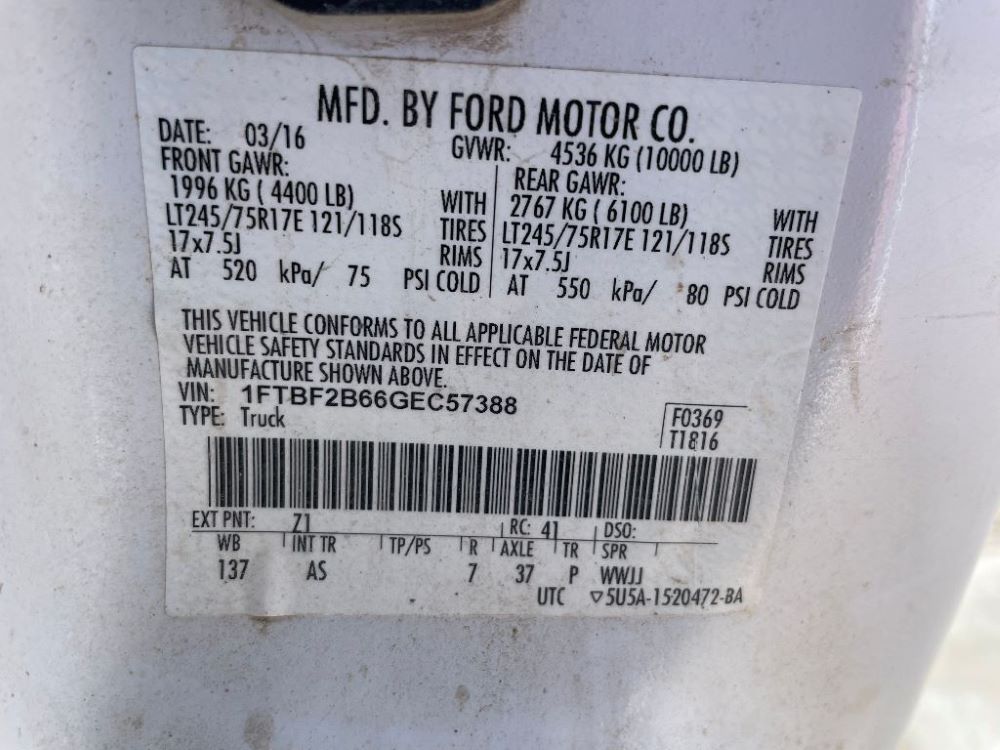 MFD. BY FORD MOTOR CO.
DATE: 03/16 GVWR: 4536 KG (10000 LB)
FRONT GAWR: REAR GAWR:
1996 KG ( 4400 LB) WITH 2767 KG ( 6100 LB) WITH
LT245/75R17E 121/118S TIRES LT245/75R17E 121/118S TIRES
17x7.5J RIMS 17x7.5J RIMS
AT 520 kPa/ 75 PSI COLD AT 550 kPa/ 80 PSI COLD
THIS VEHICLE CONFORMS TO ALL APPLICABLE FEDERAL MOTOR
VEHICLE SAFETY STANDARDS IN EFFECT ON THE DATE OF
MANUFACTURE SHOWN ABOVE.
VIN: 1FTBF2B66GEC57388
TYPE: Truck
F0369
T1816
EXT PNT: Z1 RC: 41 DSO:
WB INT TR TP/PS R AXLE TR SPR
137 AS 7 37 P WWJJ
UTC ▽5U5A-1520472-BA